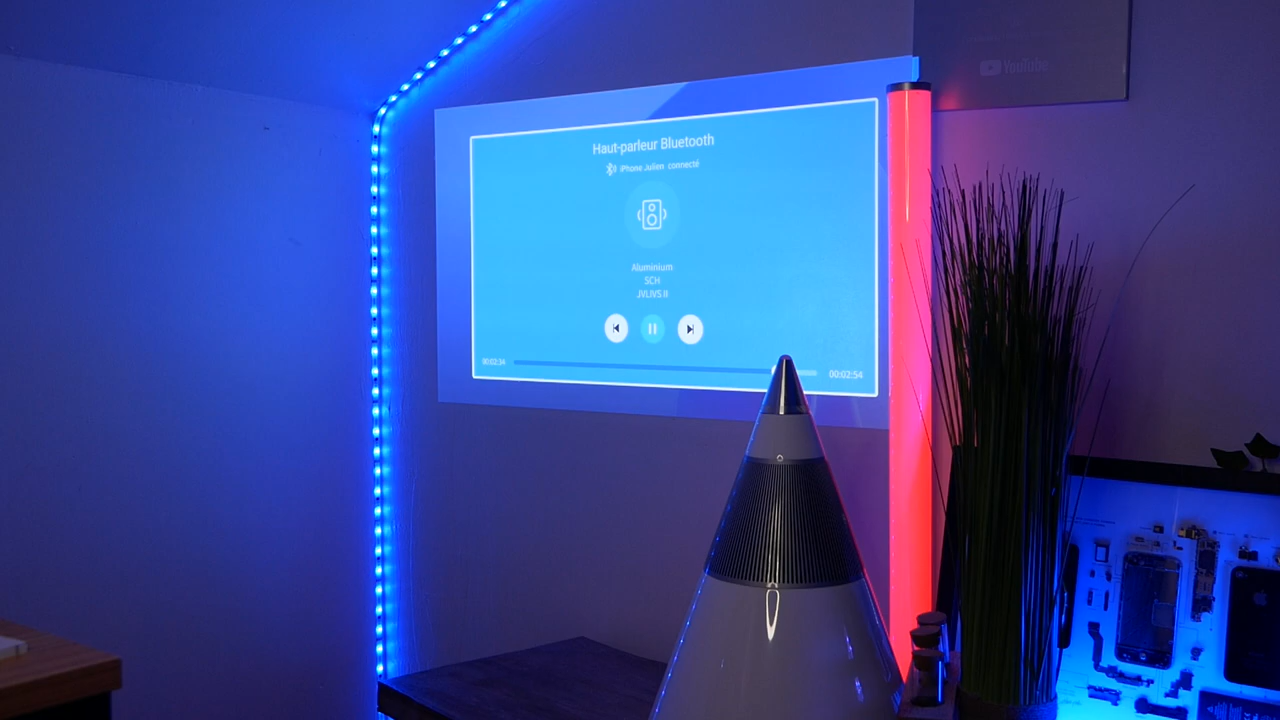 YouTube
Haut-parleur Bluetooth
iPhone Julien connecté
Aluminium
SCH
JVLIVS II
00:02:34
00:02:54